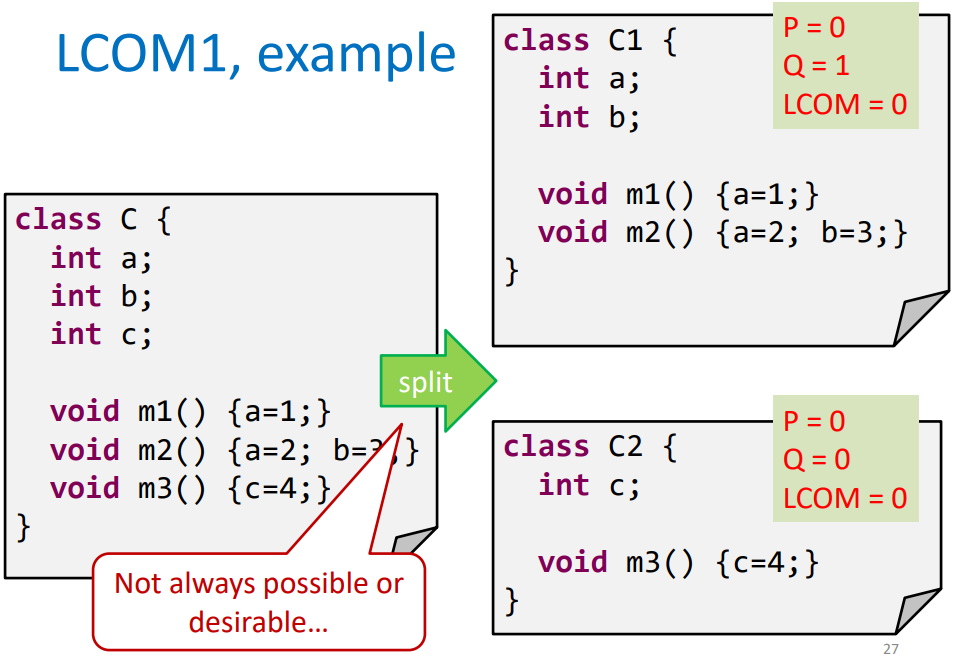 LCOM1, example
class C {
int a;
int b;
int c;
void m1() {a=1;}
void m2() {a=2; b=3;}
void m3() {c=4;}
}
Not always possible or
desirable...
split
class C1 {
int a;
int b;
void m1() {a=1;}
void m2() {a=2; b=3;}
}
P = 0
Q = 1
LCOM = 0
class C2 {
int c;
void m3() {c=4;}
}
P = 0
Q = 0
LCOM = 0
27